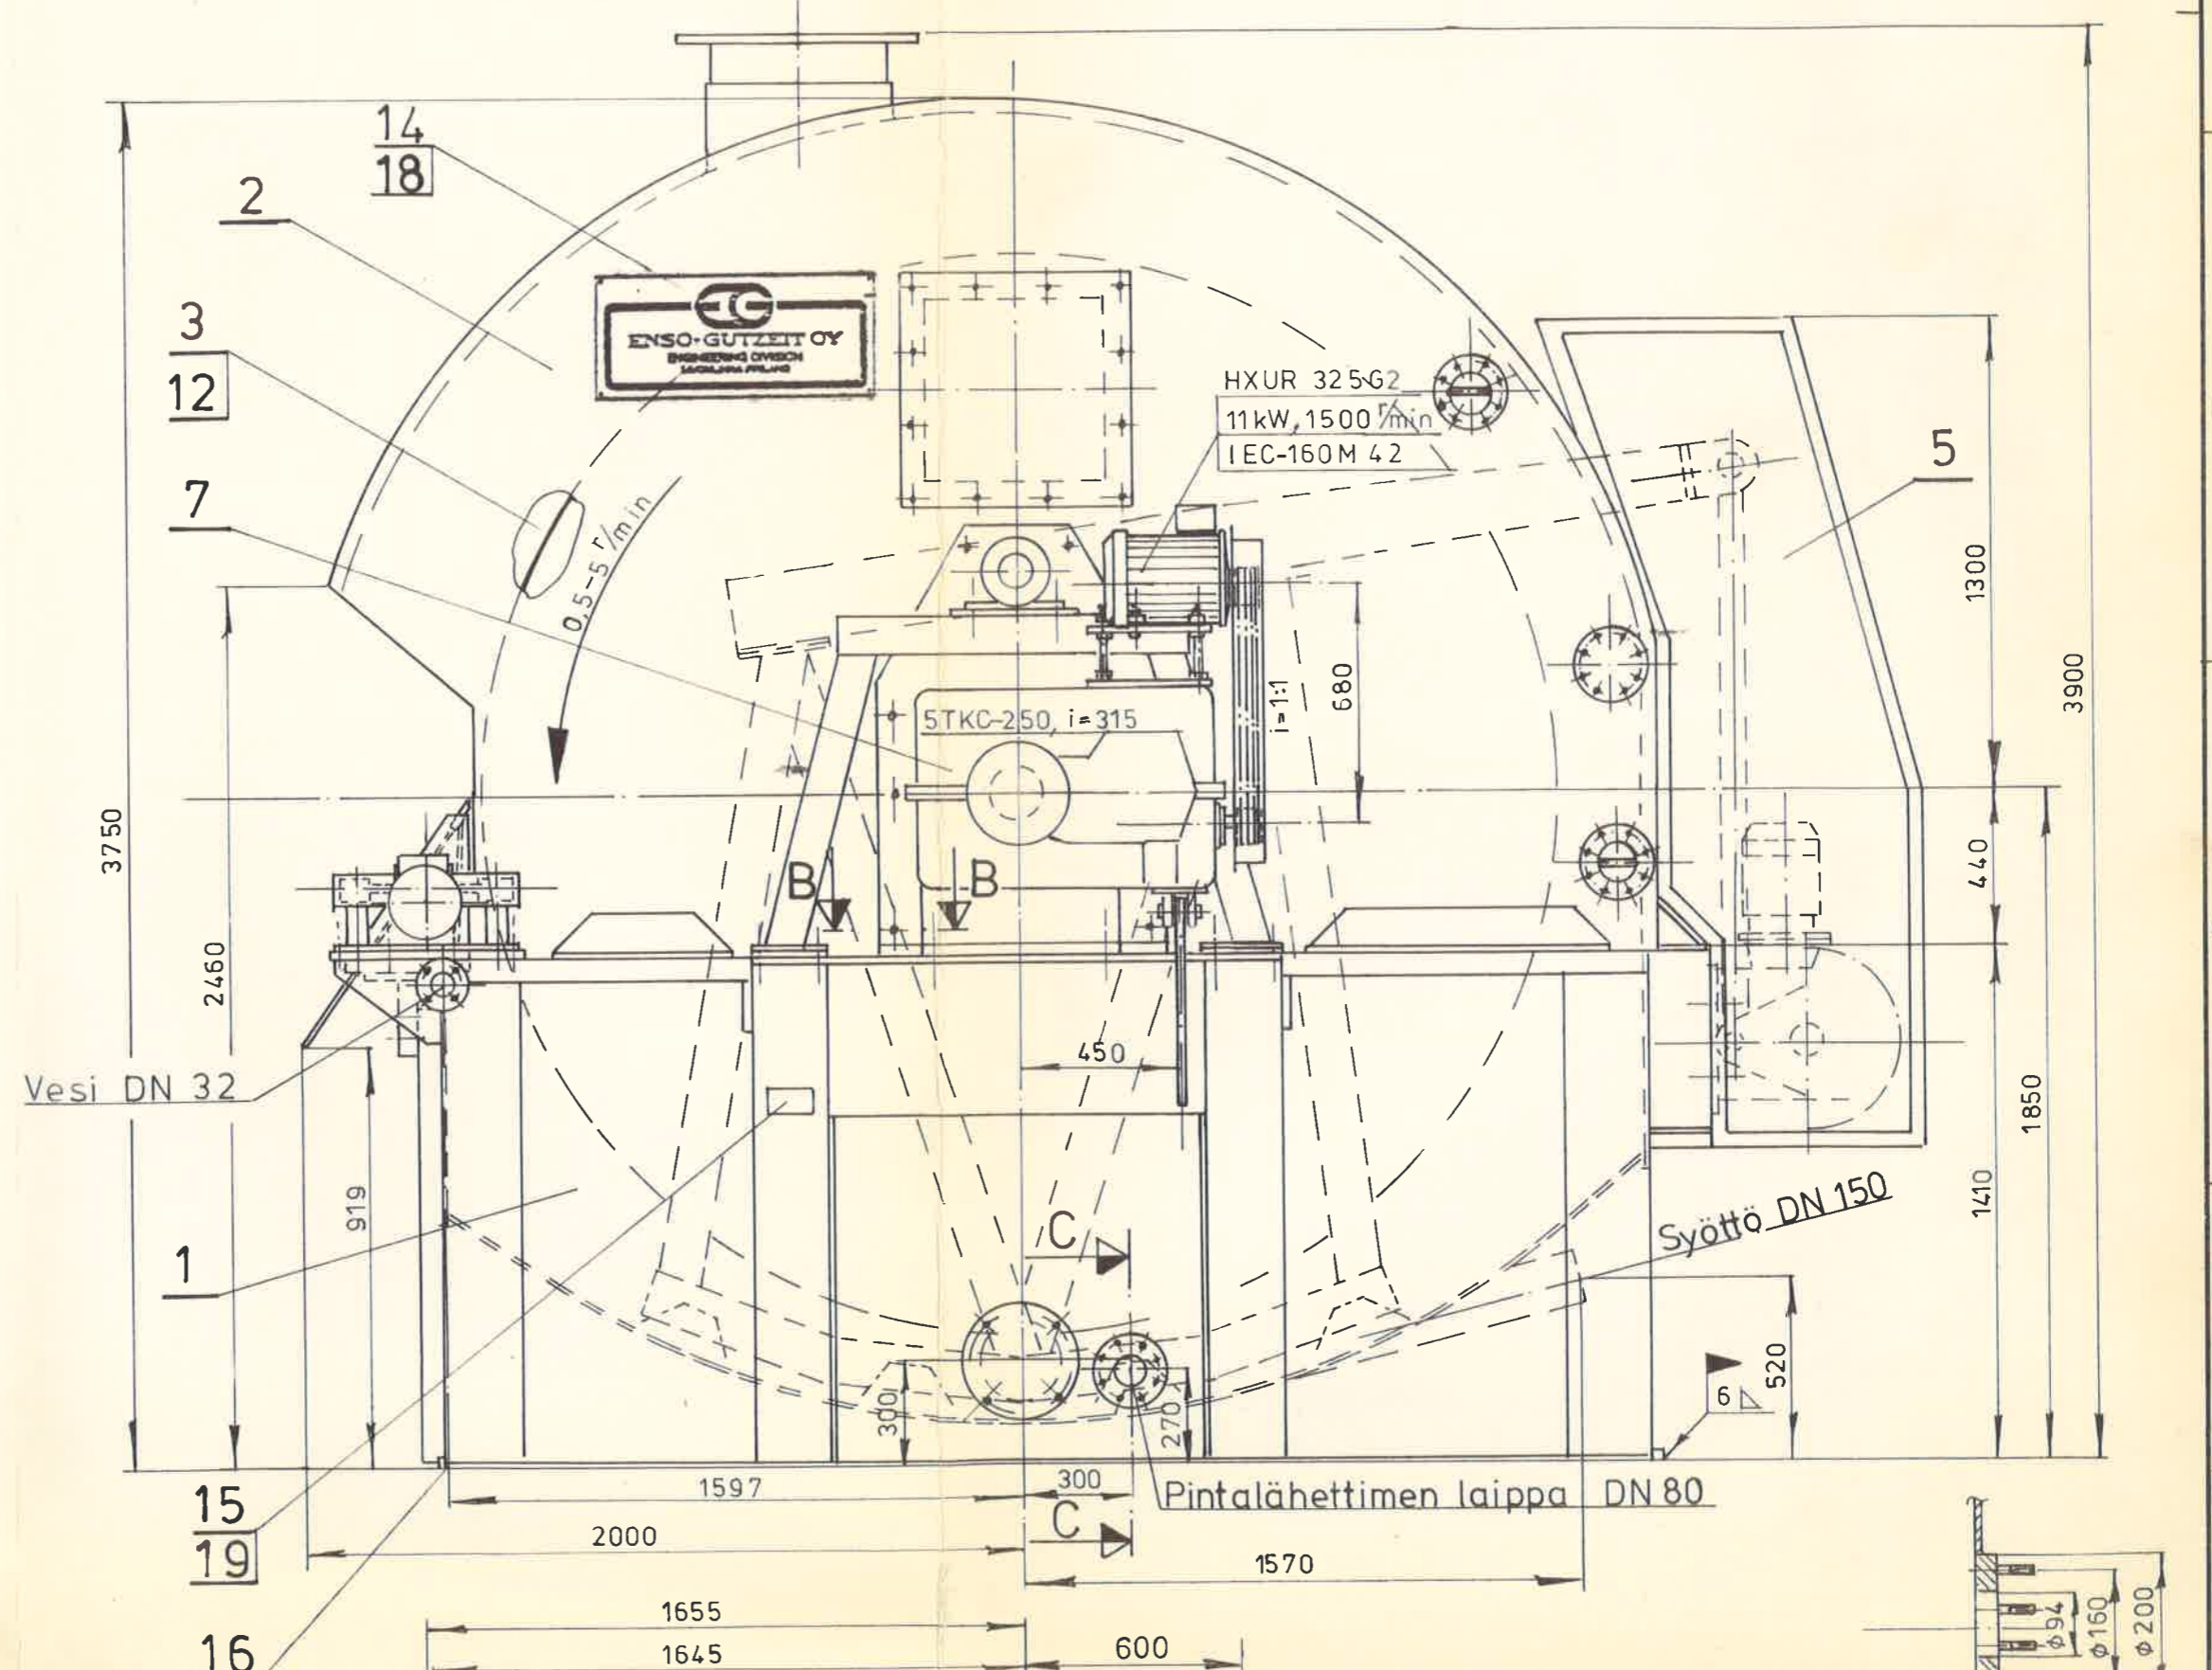 14
18
2
3
12
7
ENSO-GUTZEIT OY
ENGINEERING DIVISION
HXUR 325G2
11kW, 1500 r/min
IEC-160M 42
5
0,5-5 r/min
5TKC-250, i=315
i=1:1
680
1300
3900
3750
2460
440
B
B
450
Vesi DN 32
919
1850
1410
1
C
Syöttö DN 150
520
6
300
270
15
19
1597
300
Pintalähettimen laippa DN 80
2000
C
1570
16
1655
1645
600
φ94
φ160
φ200